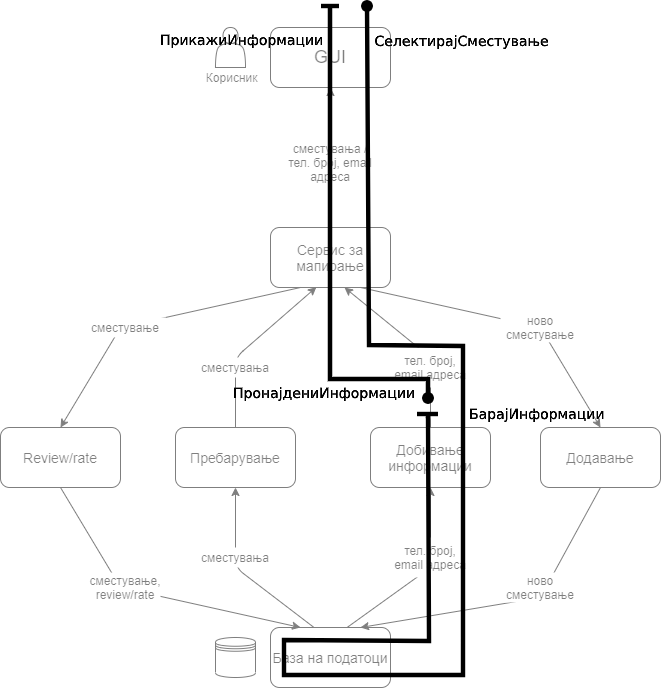 ПрикажиИнформации
СелектирајСместување
GUI
Корисник
сместувања /
тел. број, email
адреса
Сервис за
мапирање
сместување
ново
сместување
сместувања
тел. број,
email адреса
ПронајдениИнформации
БарајИнформации
Review/rate
Пребарување
Добивање
информации
Додавање
сместувања
тел. број,
email адреса
сместување,
review/rate
ново
сместување
База на податоци